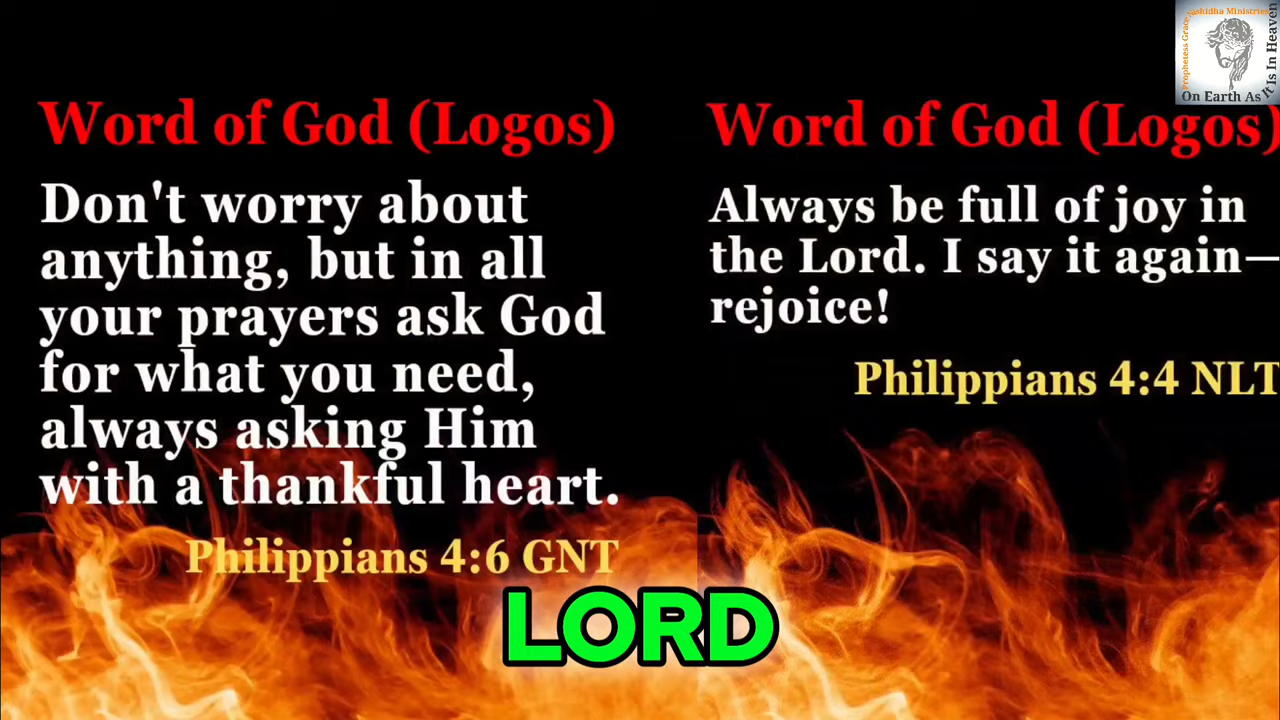 Word of God (Logos)
Don't worry about
anything, but in all
your prayers ask God
for what you need,
always asking Him
with a thankful heart.
Philippians 4:6 GNT
Word of God (Logos)
Always be full of joy in
the Lord. I say it again—
rejoice!
Philippians 4:4 NLT
LORD
Prophetess Grace
Ministries
On Earth As
It Is In Heaven